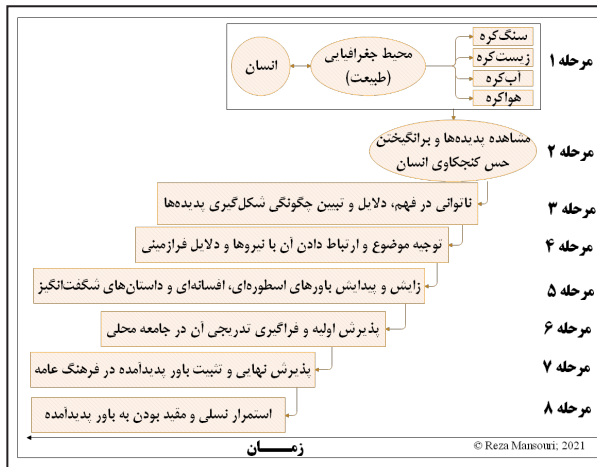 مرحله ۱
سنگ‌کره
زیست‌کره
آب‌کره
هواکره
محیط جغرافیایی
(طبیعت)
انسان
مرحله ۲
مشاهده پدیده‌ها و برانگیختن
حس کنجکاوی انسان
مرحله ۳
ناتوانی در فهم، دلایل و تبیین چگونگی شکل‌گیری پدیده‌ها
مرحله ۴
توجیه موضوع و ارتباط دادن آن با نیروها و دلایل فرازمینی
مرحله ۵
زایش و پیدایش باورهای اسطوره‌ای، افسانه‌ای و داستان‌های شگفت‌انگیز
مرحله ۶
پذیرش اولیه و فراگیری تدریجی آن در جامعه محلی
مرحله ۷
پذیرش نهایی و تثبیت باور پدیدآمده در فرهنگ عامه
مرحله ۸
استمرار نسلی و مقید بودن به باور پدیدآمده
زمـــان
© Reza Mansouri; 2021